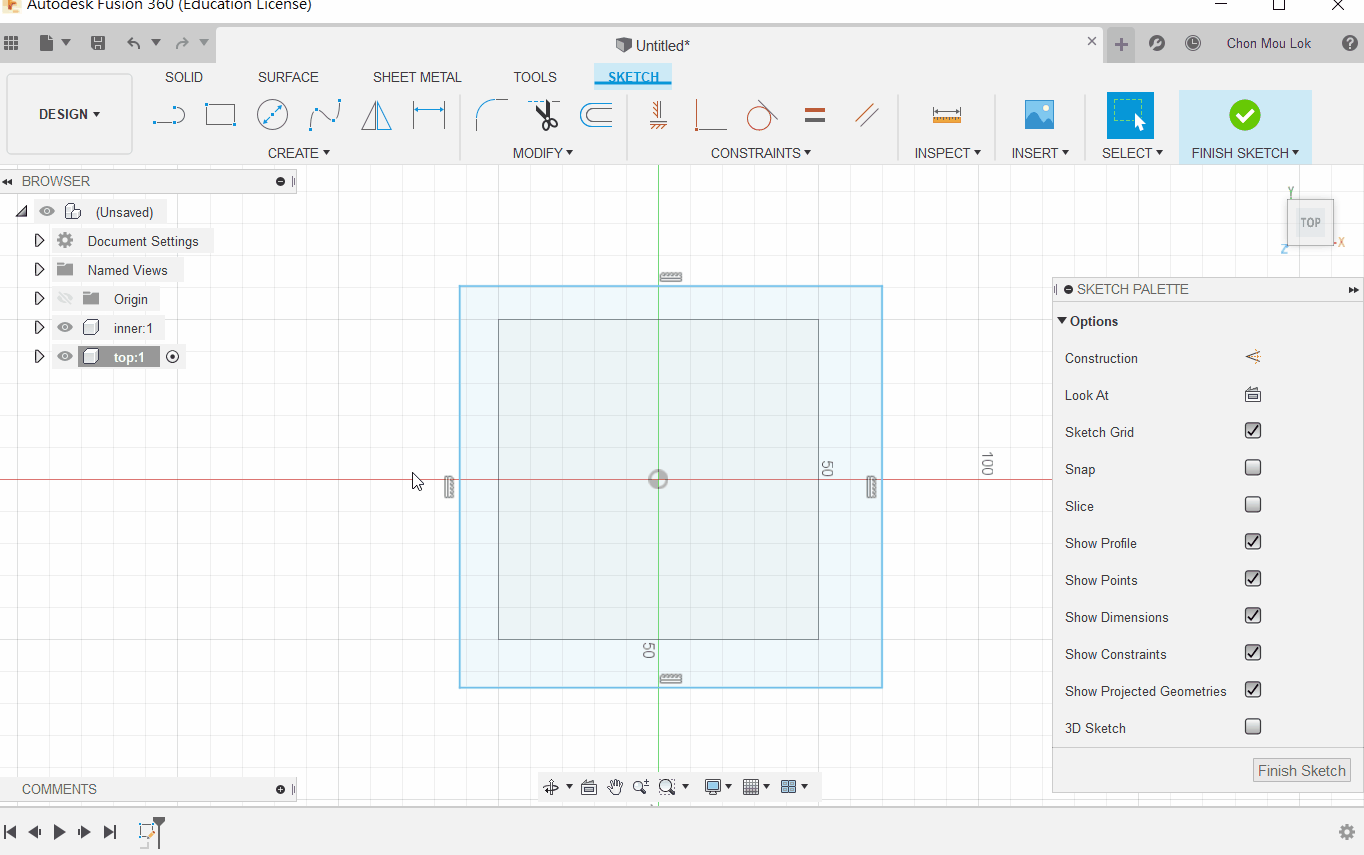 Autodesk Fusion 360 (Education License)
Untitled*
Chon Mou Lok
DESIGN
SOLID
SURFACE
SHEET METAL
TOOLS
SKETCH
CREATE
MODIFY
CONSTRAINTS
INSPECT
INSERT
SELECT
FINISH SKETCH
BROWSER
(Unsaved)
Document Settings
Named Views
Origin
inner:1
top:1
Y
TOP
X
Z
50
100
50
SKETCH PALETTE
Options
Construction
Look At
Sketch Grid
Snap
Slice
Show Profile
Show Points
Show Dimensions
Show Constraints
Show Projected Geometries
3D Sketch
Finish Sketch
COMMENTS